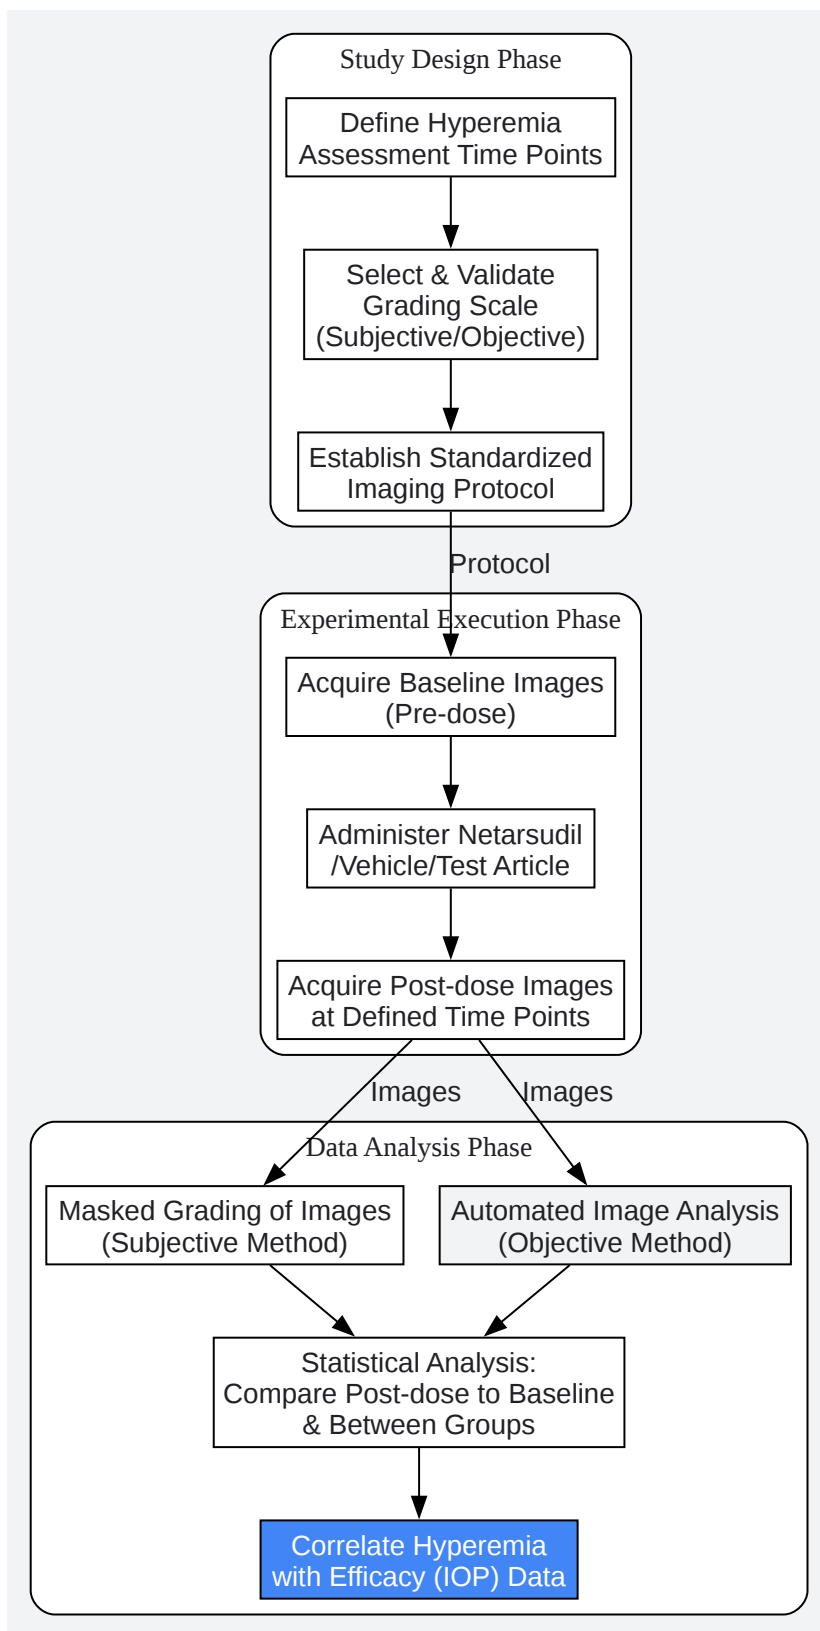 Study Design Phase
Define Hyperemia
Assessment Time Points
Select & Validate
Grading Scale
(Subjective/Objective)
Establish Standardized
Imaging Protocol
Protocol
Experimental Execution Phase
Acquire Baseline Images
(Pre-dose)
Administer Netarsudil
/Vehicle/Test Article
Acquire Post-dose Images
at Defined Time Points
Images
Images
Data Analysis Phase
Masked Grading of Images
(Subjective Method)
Automated Image Analysis
(Objective Method)
Statistical Analysis:
Compare Post-dose to Baseline
& Between Groups
Correlate Hyperemia
with Efficacy (IOP) Data